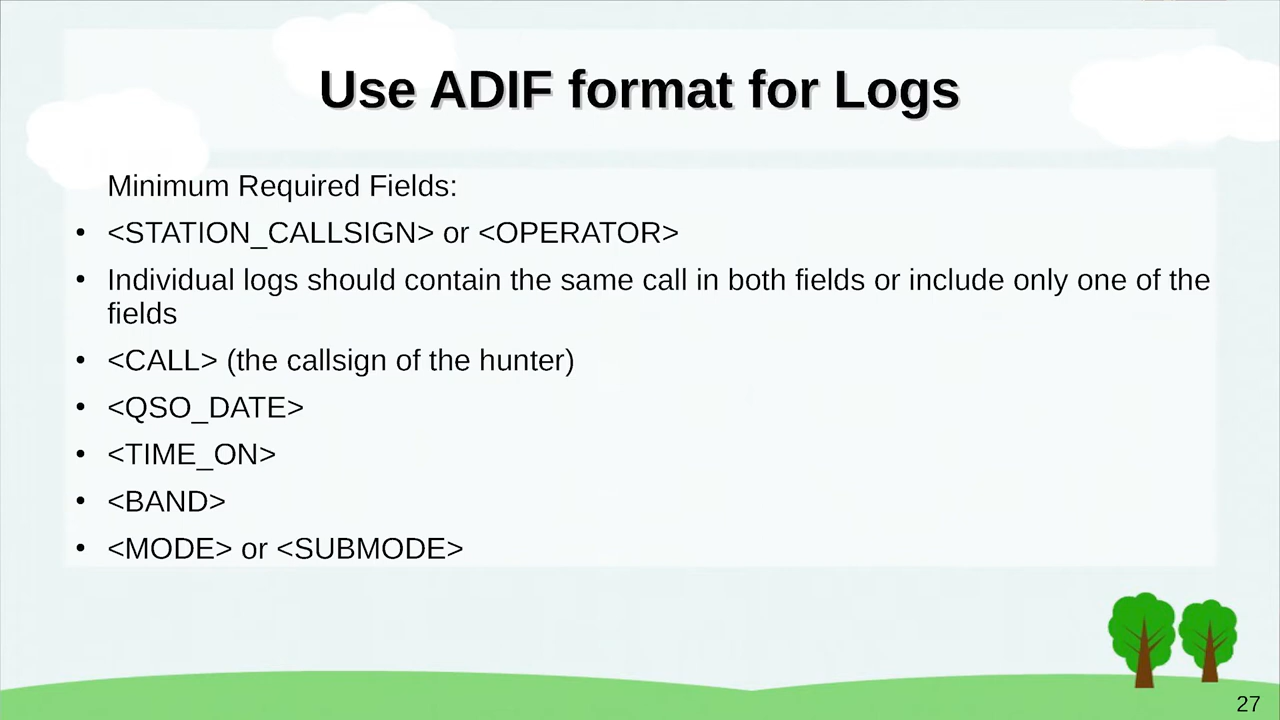 Use ADIF format for Logs
Minimum Required Fields:
• <STATION_CALLSIGN> or <OPERATOR>
• Individual logs should contain the same call in both fields or include only one of the
fields
• <CALL> (the callsign of the hunter)
• <QSO_DATE>
• <TIME_ON>
• <BAND>
• <MODE> or <SUBMODE>
27